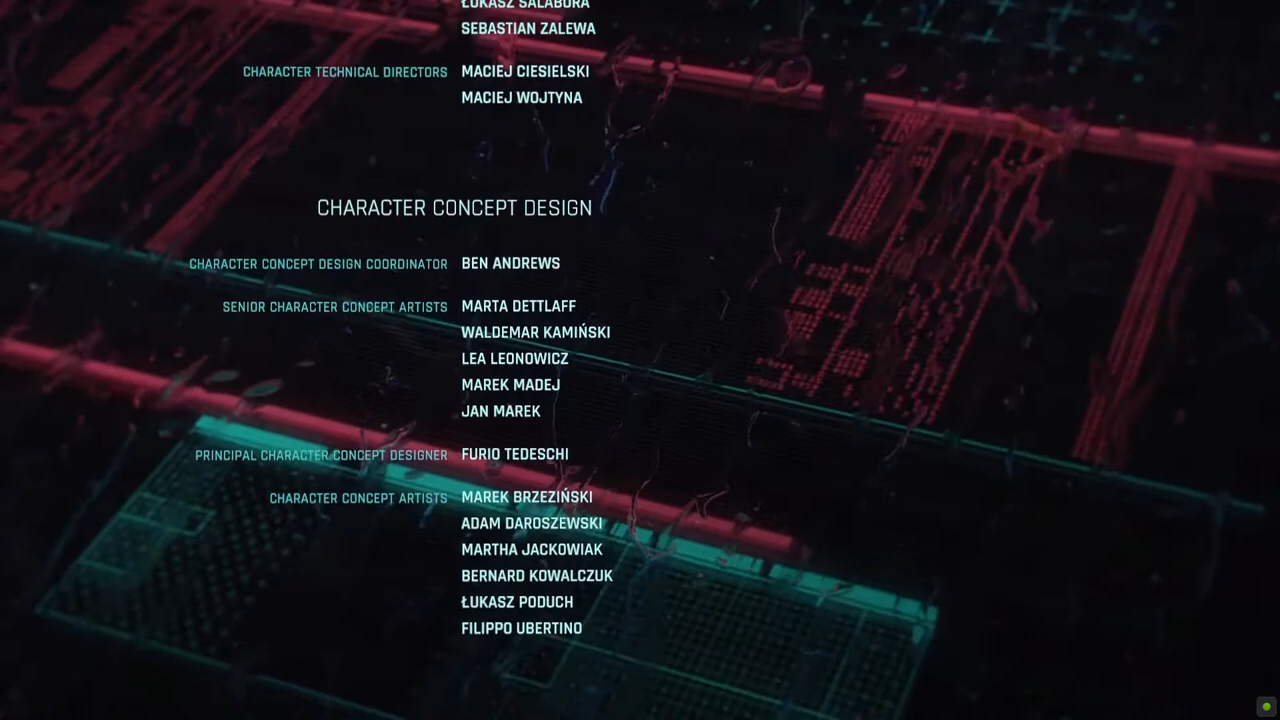 ŁUKASZ SALABURA
SEBASTIAN ZALEWA
CHARACTER TECHNICAL DIRECTORS MACIEJ CIESIELSKI
MACIEJ WOJTYNA
CHARACTER CONCEPT DESIGN
CHARACTER CONCEPT DESIGN COORDINATOR BEN ANDREWS
SENIOR CHARACTER CONCEPT ARTISTS MARTA DETTLAFF
WALDEMAR KAMIŃSKI
LEA LEONOWICZ
MAREK MADEJ
JAN MAREK
PRINCIPAL CHARACTER CONCEPT DESIGNER FURIO TEDESCHI
CHARACTER CONCEPT ARTISTS MAREK BRZEZIŃSKI
ADAM DAROSZEWSKI
MARTHA JACKOWIAK
BERNARD KOWALCZUK
ŁUKASZ PODUCH
FILIPPO UBERTINO